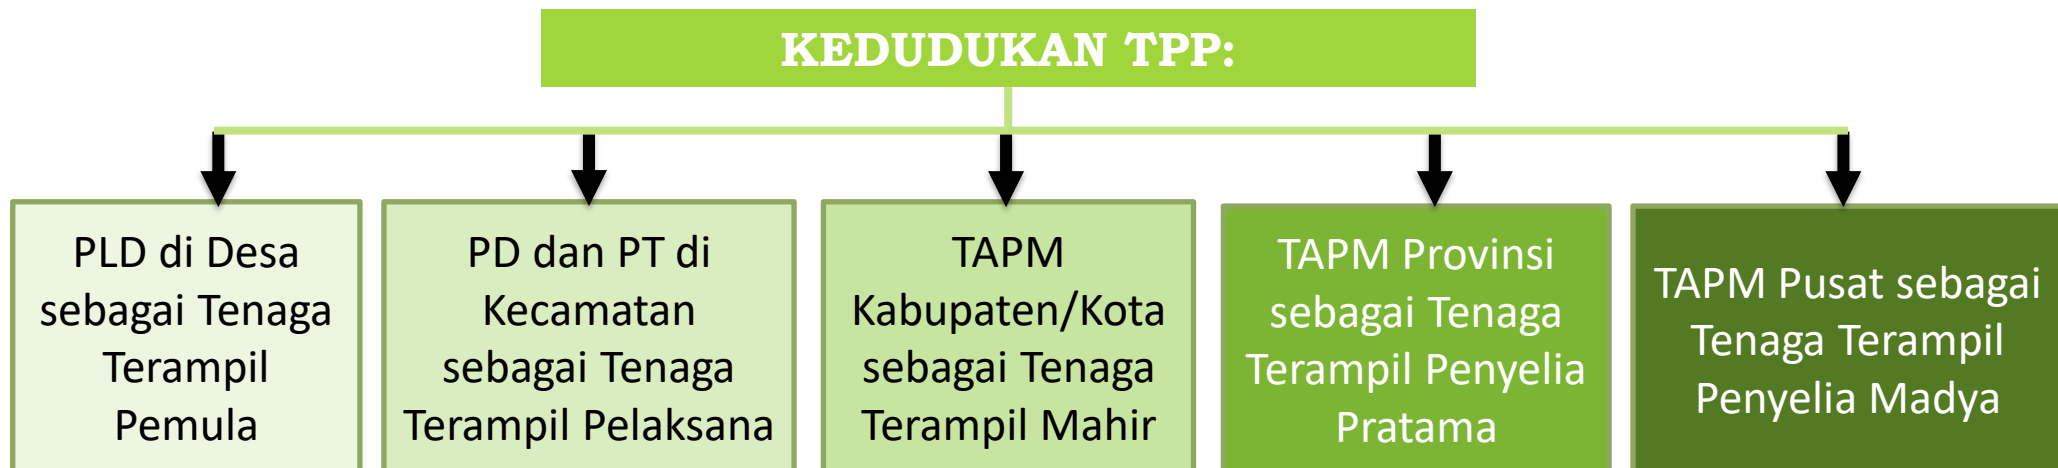 KEDUDUKAN TPP:
PLD di Desa
sebagai Tenaga
Terampil
Pemula
PD dan PT di
Kecamatan
sebagai Tenaga
Terampil Pelaksana
TAPM
Kabupaten/Kota
sebagai Tenaga
Terampil Mahir
TAPM Provinsi
sebagai Tenaga
Terampil Penyelia
Pratama
TAPM Pusat sebagai
Tenaga Terampil
Penyelia Madya